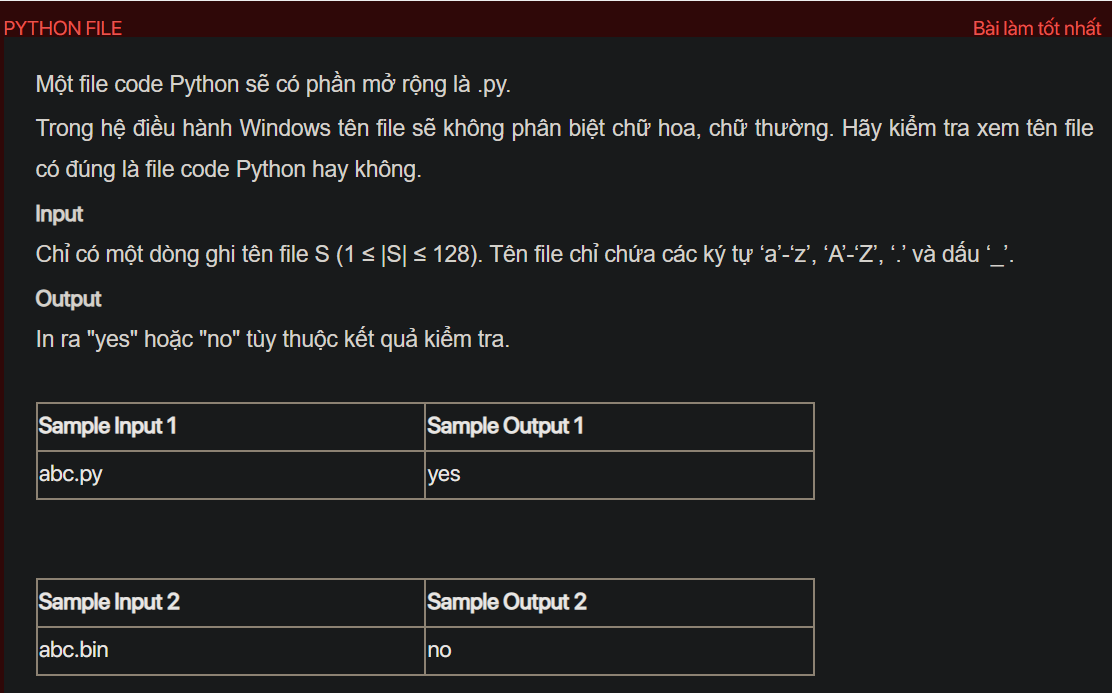 PYTHON FILE
Bài làm tốt nhất
Một file code Python sẽ có phần mở rộng là .py.
Trong hệ điều hành Windows tên file sẽ không phân biệt chữ hoa, chữ thường. Hãy kiểm tra xem tên file
có đúng là file code Python hay không.
Input
Chỉ có một dòng ghi tên file S (1 ≤ |S| ≤ 128). Tên file chỉ chứa các ký tự ‘a’-‘z’, ‘A’-‘Z’, ‘.’ và dấu ‘_’.
Output
In ra "yes" hoặc "no" tùy thuộc kết quả kiểm tra.
Sample Input 1
Sample Output 1
abc.py
yes
Sample Input 2
Sample Output 2
abc.bin
no